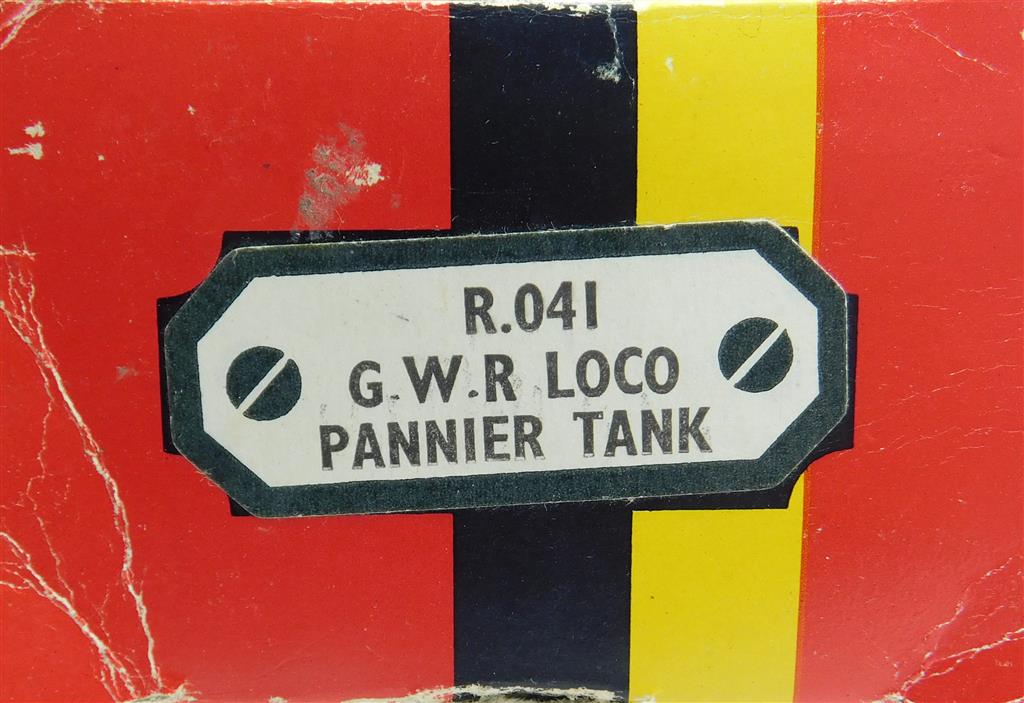 R.041
G.W.R. LOCO
PANNIER TANK